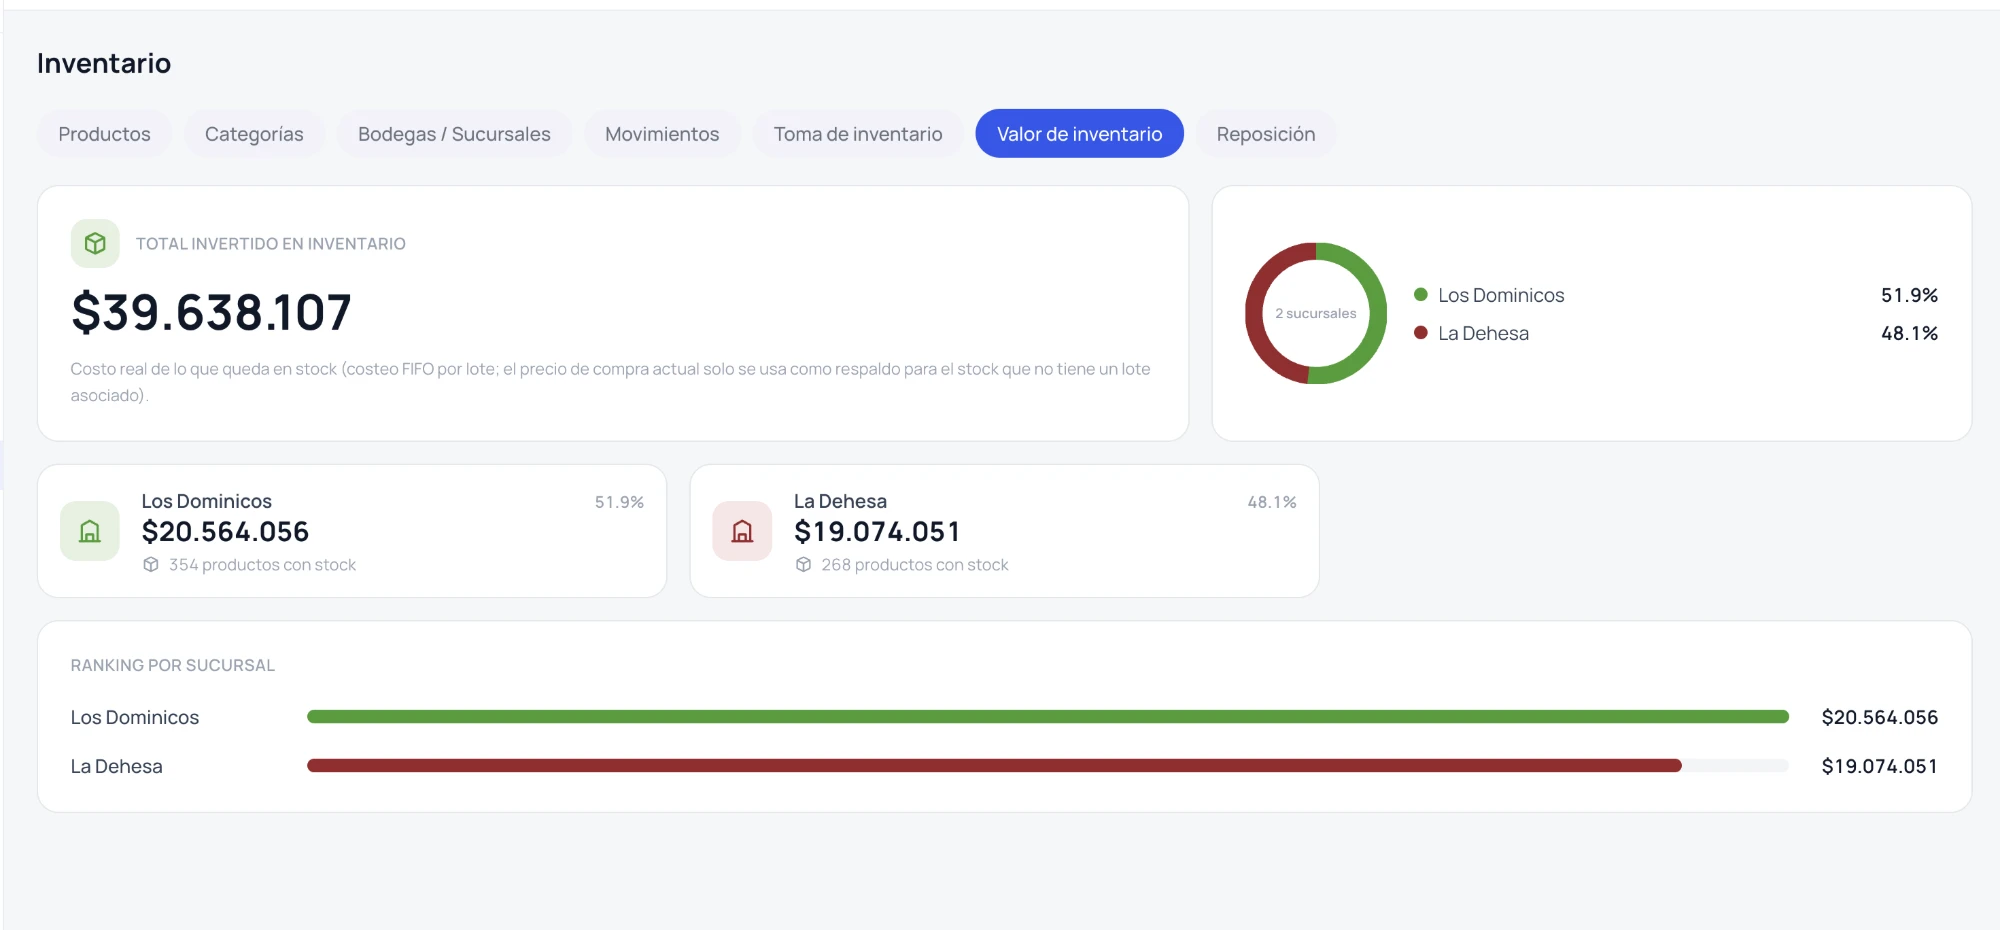 Inventario
Productos
Categorías
Bodegas / Sucursales
Movimientos
Toma de inventario
Valor de inventario
Reposición
TOTAL INVERTIDO EN INVENTARIO
$39.638.107
Costo real de lo que queda en stock (costeo FIFO por lote; el precio de compra actual solo se usa como respaldo para el stock que no tiene un lote
asociado).
2 sucursales
Los Dominicos 51.9%
La Dehesa 48.1%
Los Dominicos 51.9%
$20.564.056
354 productos con stock
La Dehesa 48.1%
$19.074.051
268 productos con stock
RANKING POR SUCURSAL
Los Dominicos $20.564.056
La Dehesa $19.074.051